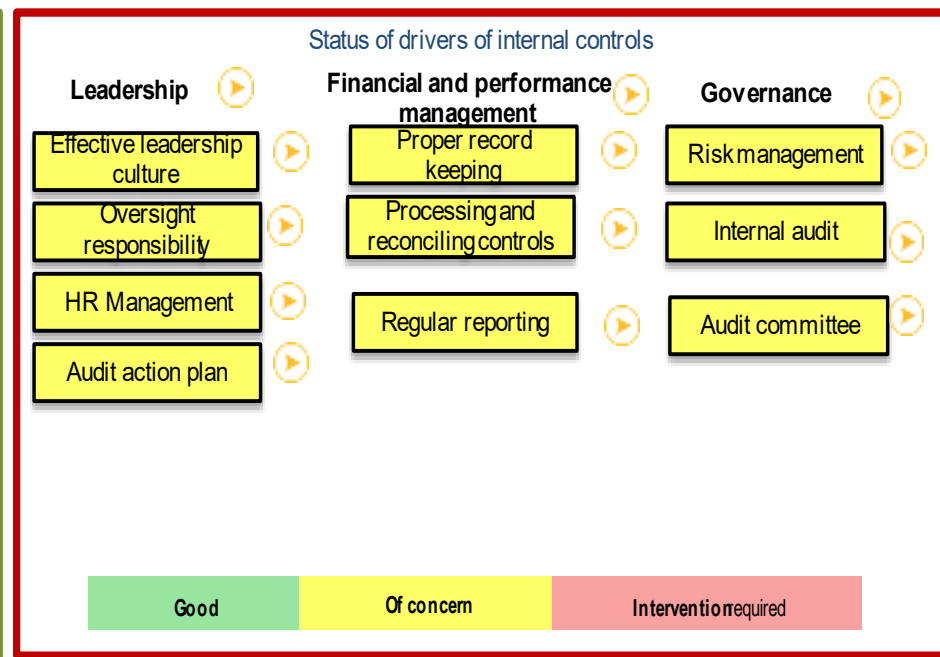 Status of drivers of internal controls
Leadership
Financial and performance
management
Governance
Effective leadership
culture
Oversight
responsibility
HR Management
Audit action plan
Proper record
keeping
Processing and
reconciling controls
Regular reporting
Risk management
Internal audit
Audit committee
Good
Of concern
Intervention required